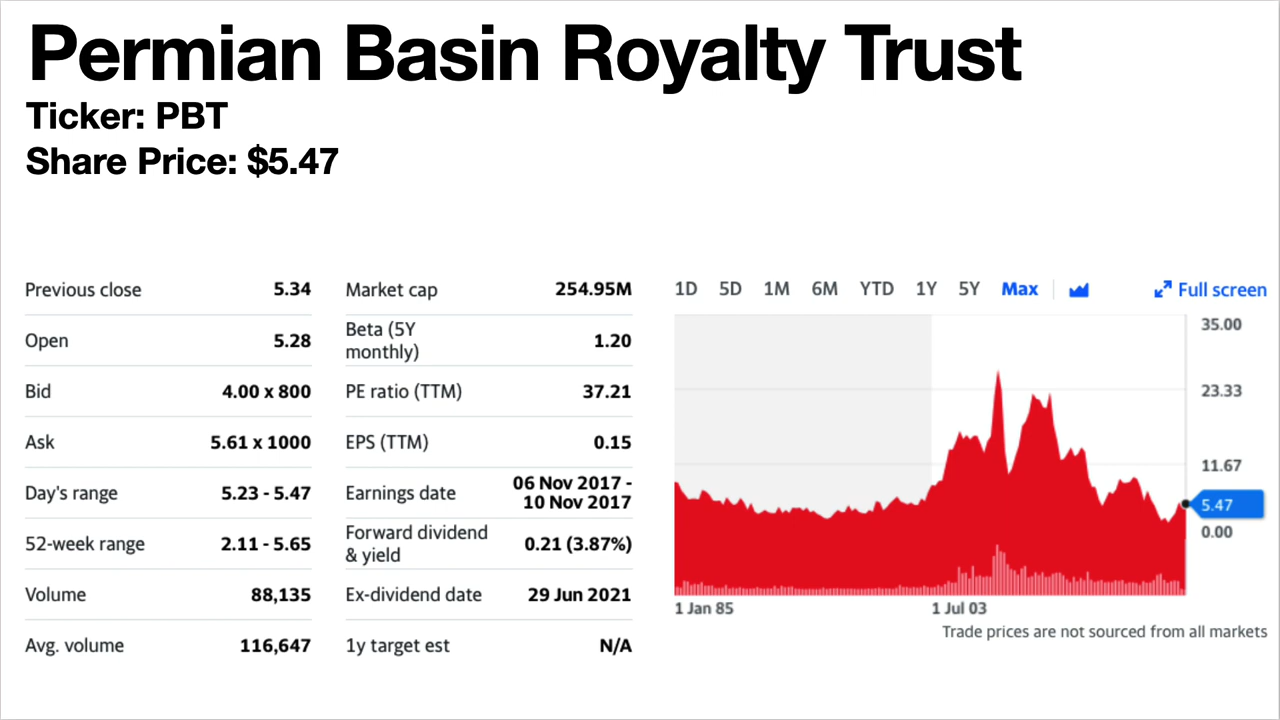 Permian Basin Royalty Trust
Ticker: PBT
Share Price: $5.47
Previous close 5.34
Open 5.28
Bid 4.00 x 800
Ask 5.61 x 1000
Day's range 5.23 - 5.47
52-week range 2.11 - 5.65
Volume 88,135
Avg. volume 116,647
Market cap 254.95M
Beta (5Y
monthly) 1.20
PE ratio (TTM) 37.21
EPS (TTM) 0.15
Earnings date 06 Nov 2017 -
10 Nov 2017
Forward dividend
& yield 0.21 (3.87%)
Ex-dividend date 29 Jun 2021
1y target est N/A
1D 5D 1M 6M YTD 1Y 5Y Max Full screen
35.00
23.33
11.67
5.47
0.00
1 Jan 85 1 Jul 03
Trade prices are not sourced from all markets